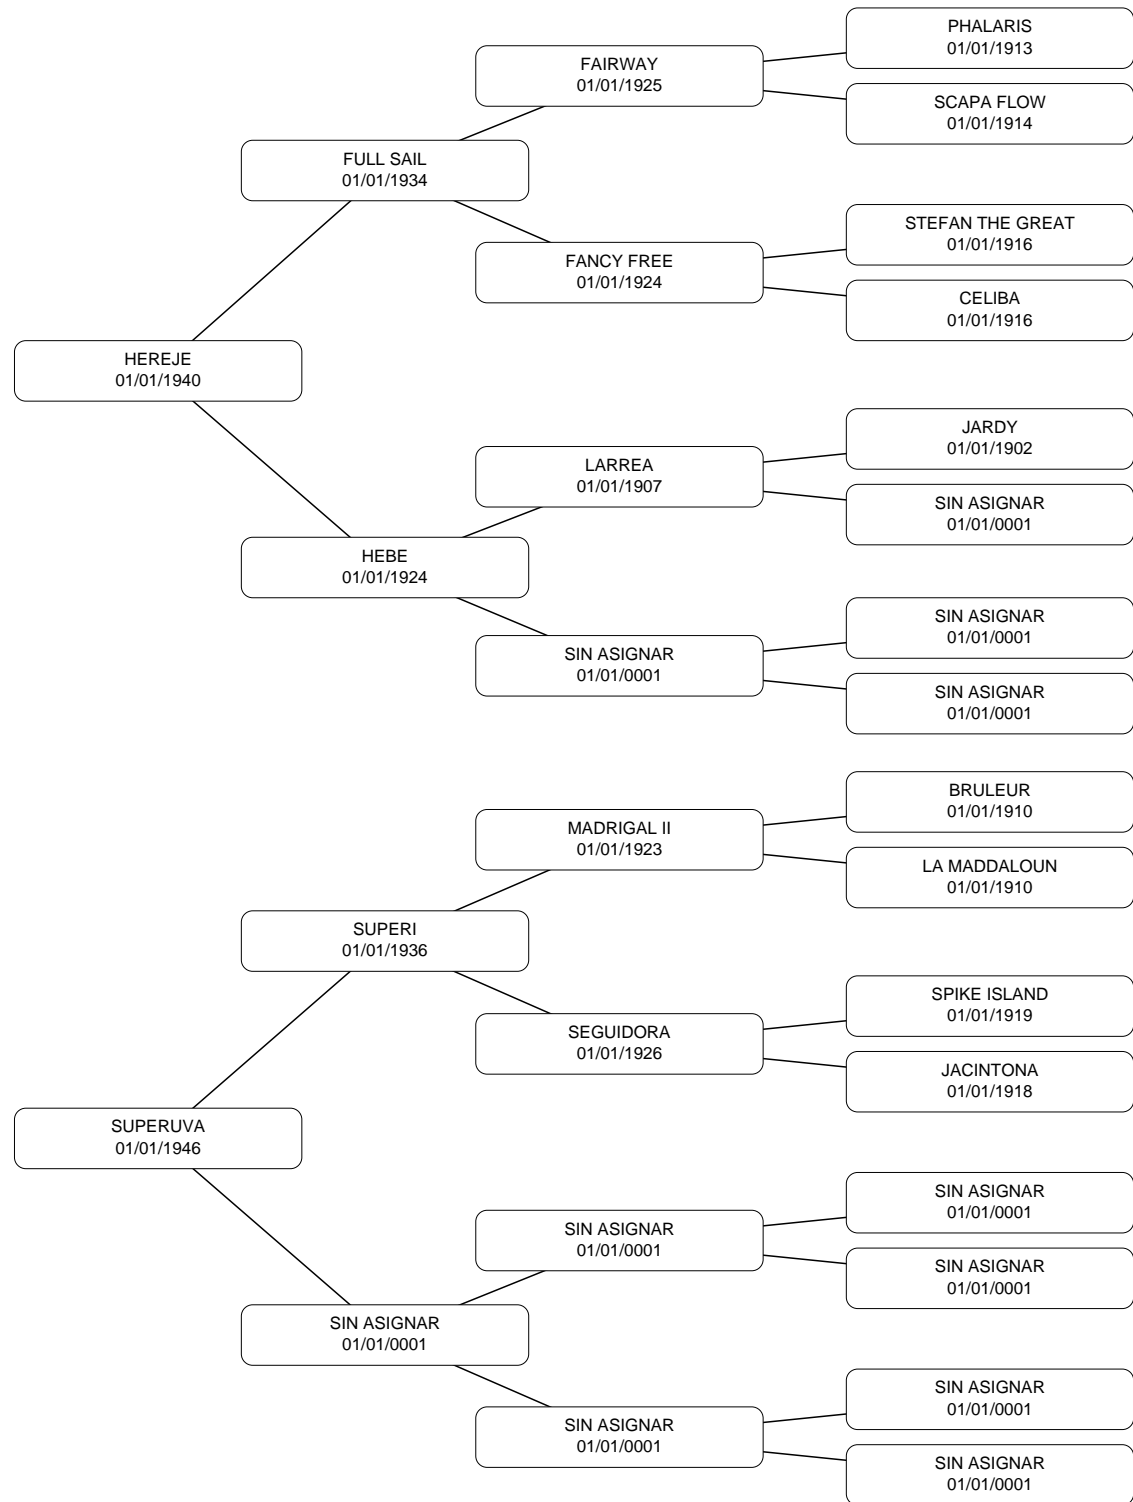 PHALARIS
01/01/1913
FAIRWAY
01/01/1925
SCAPA FLOW
01/01/1914
FULL SAIL
01/01/1934
STEFAN THE GREAT
01/01/1916
FANCY FREE
01/01/1924
CELIBA
01/01/1916
HEREJE
01/01/1940
JARDY
01/01/1902
LARREA
01/01/1907
SIN ASIGNAR
01/01/0001
HEBE
01/01/1924
SIN ASIGNAR
01/01/0001
SIN ASIGNAR
01/01/0001
SIN ASIGNAR
01/01/0001
BRULEUR
01/01/1910
MADRIGAL II
01/01/1923
LA MADDALOUN
01/01/1910
SUPERI
01/01/1936
SPIKE ISLAND
01/01/1919
SEGUIDORA
01/01/1926
JACINTONA
01/01/1918
SUPERUVA
01/01/1946
SIN ASIGNAR
01/01/0001
SIN ASIGNAR
01/01/0001
SIN ASIGNAR
01/01/0001
SIN ASIGNAR
01/01/0001
SIN ASIGNAR
01/01/0001
SIN ASIGNAR
01/01/0001
SIN ASIGNAR
01/01/0001